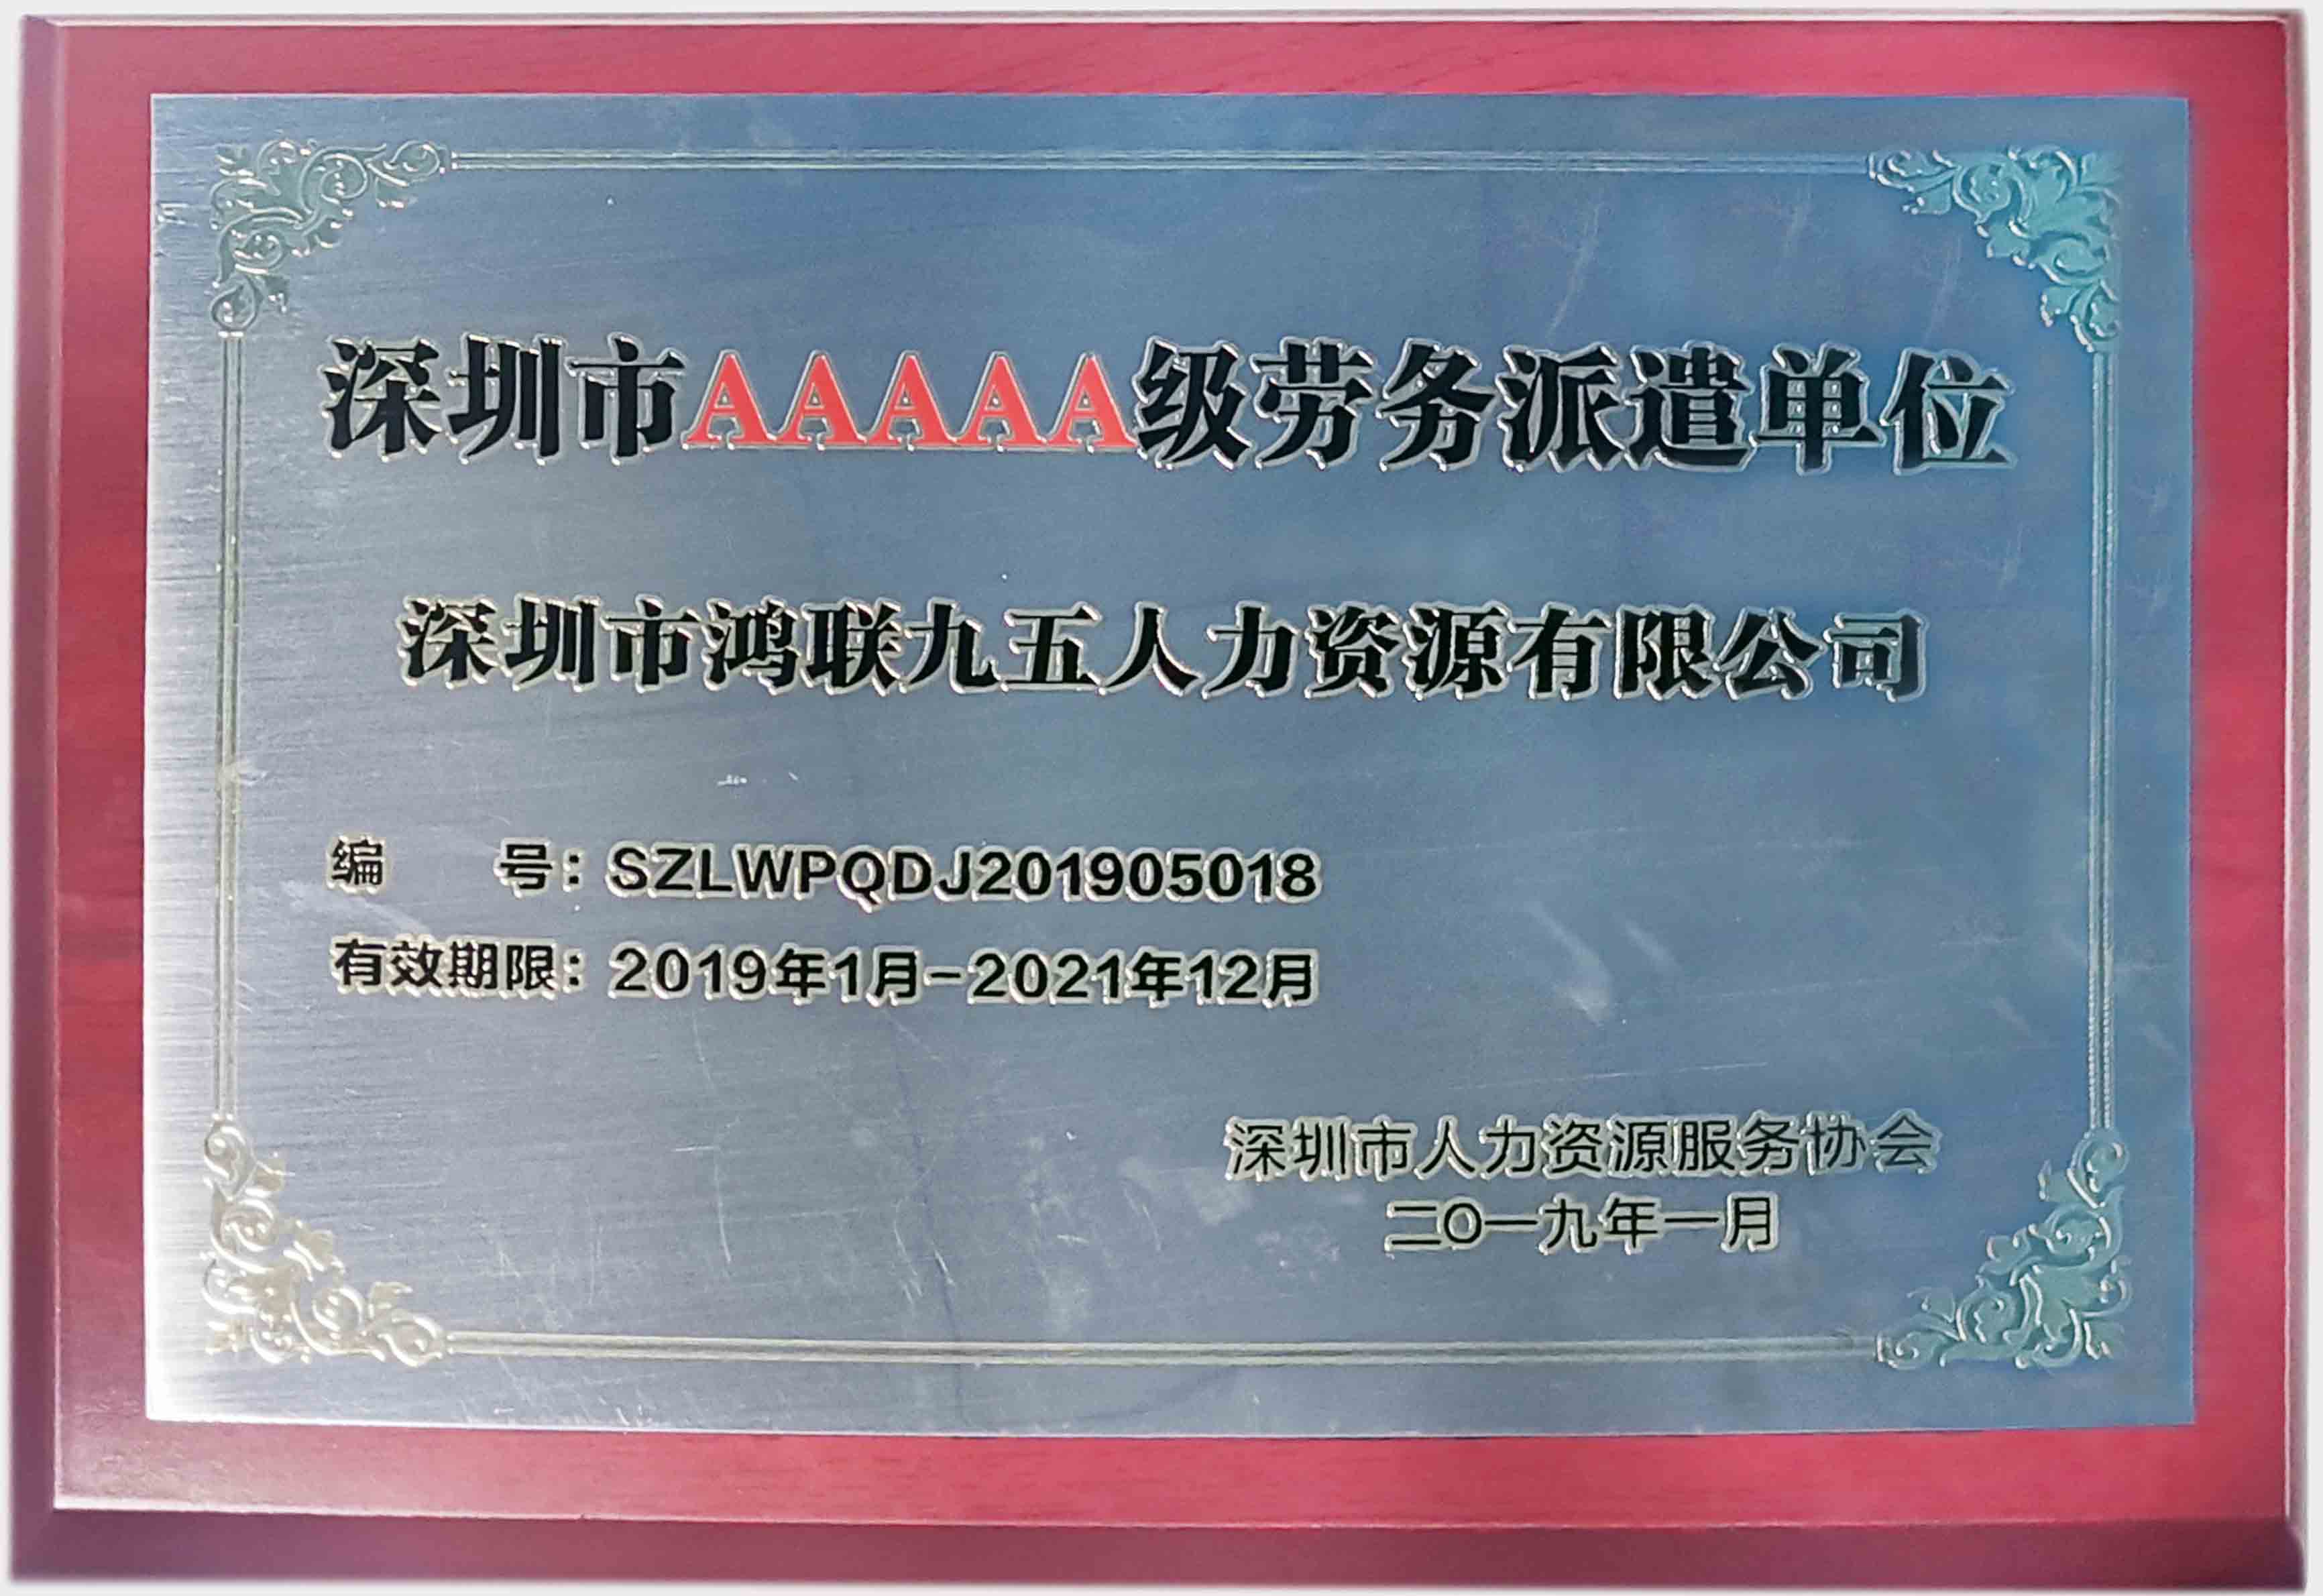 深圳市AAAAA级劳务派遣单位
深圳市鸿联九五人力资源有限公司
编 号：SZLWPQDJ201905018
有效期限：2019年1月-2021年12月
深圳市人力资源服务协会
二〇一九年一月